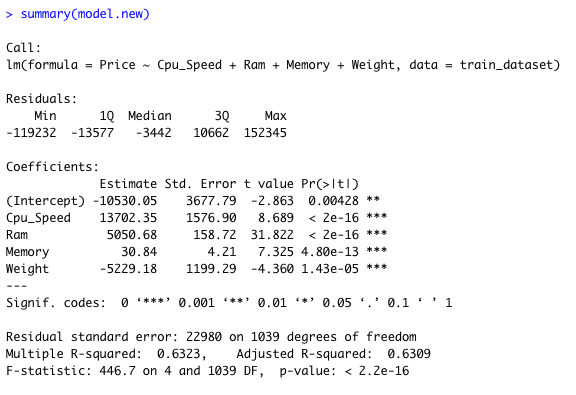 > summary(model.new)
Call:
lm(formula = Price ~ Cpu_Speed + Ram + Memory + Weight, data = train_dataset)
Residuals:
Min 1Q Median 3Q Max
-119232 -13577 -3442 10662 152345
Coefficients:
Estimate Std. Error t value Pr(>|t|)
(Intercept) -10530.05 3677.79 -2.863 0.00428 **
Cpu_Speed 13702.35 1576.90 8.689 < 2e-16 ***
Ram 5050.68 158.72 31.822 < 2e-16 ***
Memory 30.84 4.21 7.325 4.80e-13 ***
Weight -5229.18 1199.29 -4.360 1.43e-05 ***
---
Signif. codes: 0 ‘***’ 0.001 ‘**’ 0.01 ‘*’ 0.05 ‘.’ 0.1 ‘ ’ 1
Residual standard error: 22980 on 1039 degrees of freedom
Multiple R-squared: 0.6323, Adjusted R-squared: 0.6309
F-statistic: 446.7 on 4 and 1039 DF, p-value: < 2.2e-16